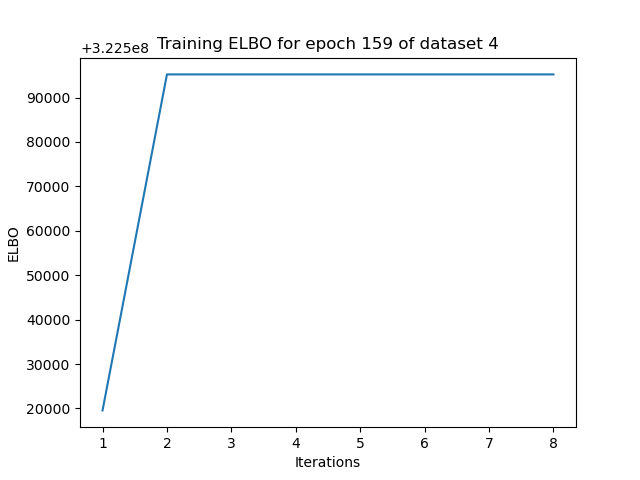 Training ELBO for epoch 159 of dataset 4
+3.225e8
90000
80000
70000
60000
50000
40000
30000
20000
ELBO
1 2 3 4 5 6 7 8
Iterations